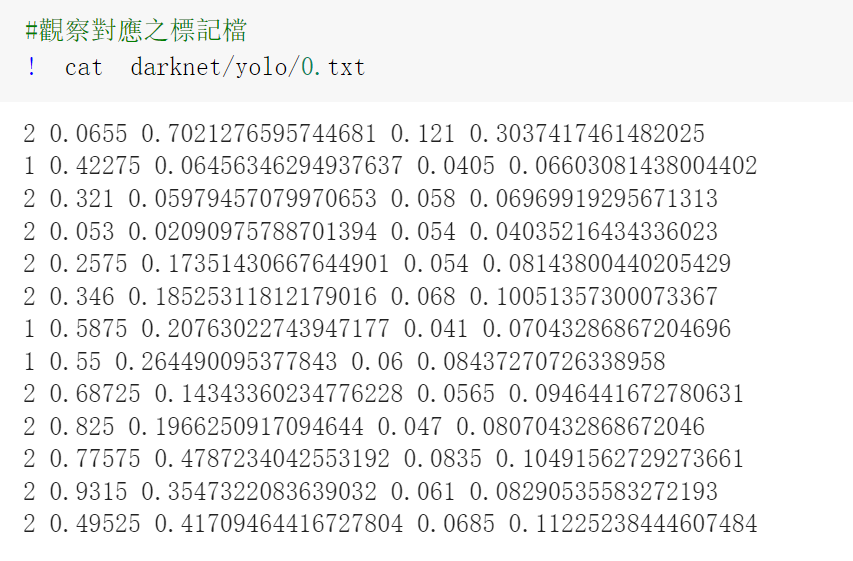 #觀察對應之標記檔
! cat darknet/yolo/0.txt
2 0.0655 0.7021276595744681 0.121 0.3037417461482025
1 0.42275 0.06456346294937637 0.0405 0.06603081438004402
2 0.321 0.05979457079970653 0.058 0.06969919295671313
2 0.053 0.02090975788701394 0.054 0.04035216434336023
2 0.2575 0.17351430667644901 0.054 0.08143800440205429
2 0.346 0.18525311812179016 0.068 0.10051357300073367
1 0.5875 0.20763022743947177 0.041 0.07043286867204696
1 0.55 0.264490095377843 0.06 0.08437270726338958
2 0.68725 0.14343360234776228 0.0565 0.0946441672780631
2 0.825 0.1966250917094644 0.047 0.08070432868672046
2 0.77575 0.4787234042553192 0.0835 0.10491562729273661
2 0.9315 0.3547322083639032 0.061 0.08290535583272193
2 0.49525 0.41709464416727804 0.0685 0.11225238444607484